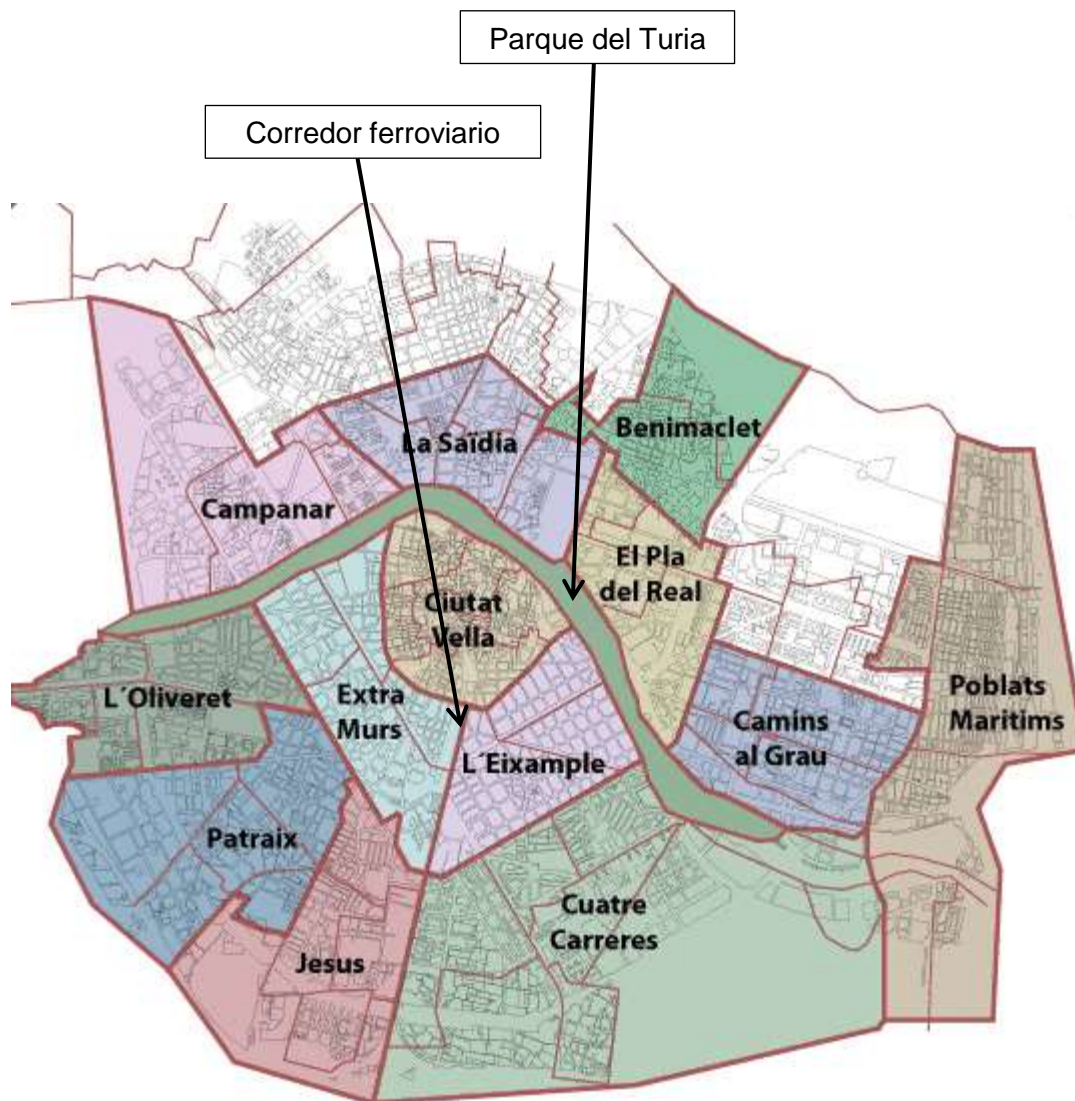 Parque del Turia
Corredor ferroviario
Benimaclet
La Saïdia
Campanar
El Pla
del Real
Ciutat
Vella
L´Oliveret
Extra
Murs
L´Eixample
Camins
al Grau
Poblats
Maritims
Patraix
Cuatre
Carreres
Jesus